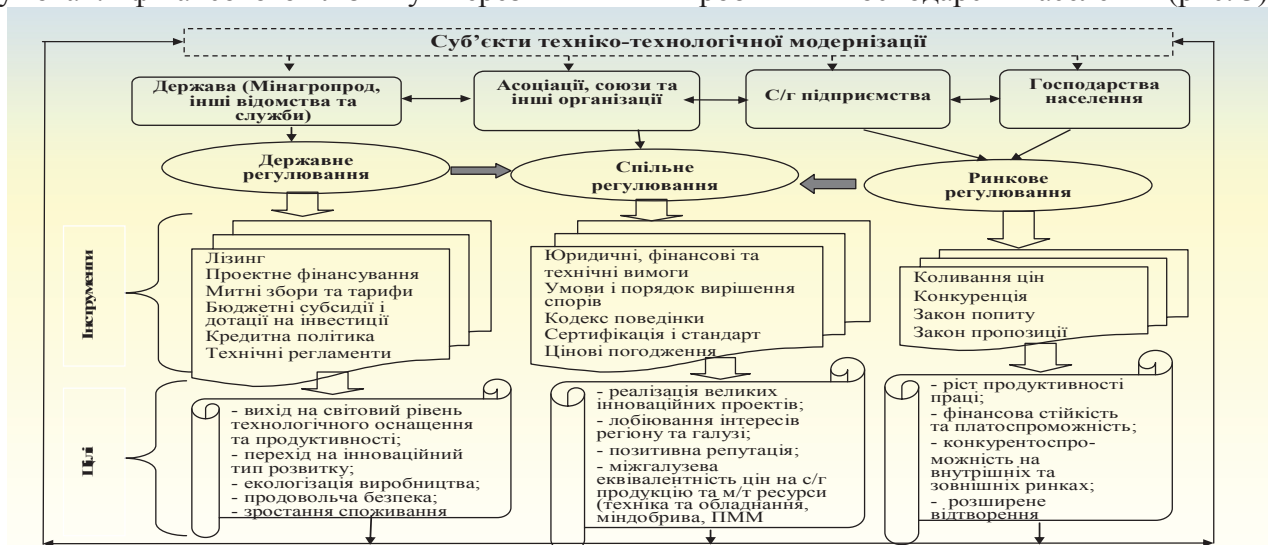 Суб’єкти техніко-технологічної модернізації
Держава (Мінагропрод,
інші відомства та
служби)
Асоціації, союзи та
інші організації
С/г підприємства
Господарства
населення
Державне
регулювання
Спільне
регулювання
Ринкове
регулювання
Інструменти
Лізинг
Проектне фінансування
Митні збори та тарифи
Бюджетні субсидії і
дотації на інвестиції
Кредитна політика
Технічні регламенти
Юридичні, фінансові та
технічні вимоги
Умови і порядок вирішення
спорів
Кодекс поведінки
Сертифікація і стандарт
Цінові погодження
Коливання цін
Конкуренція
Закон попиту
Закон пропозиції
Цілі
- вихід на світовий рівень
технологічного оснащення
та продуктивності;
- перехід на інноваційний
тип розвитку;
- екологізація виробництва;
- продовольча безпека;
- зростання споживання
- реалізація великих
інноваційних проектів;
- лобіювання інтересів
регіону та галузі;
- позитивна репутація;
- міжгалузева
еквівалентність цін на с/г
продукцію та м/т ресурси
(техніка та обладнання,
міндобрива, ПММ
- ріст продуктивності
праці;
- фінансова стійкість
та платоспроможність;
- конкурентоспро-
можність на
внутрішніх та
зовнішніх ринках;
- розширене
відтворення